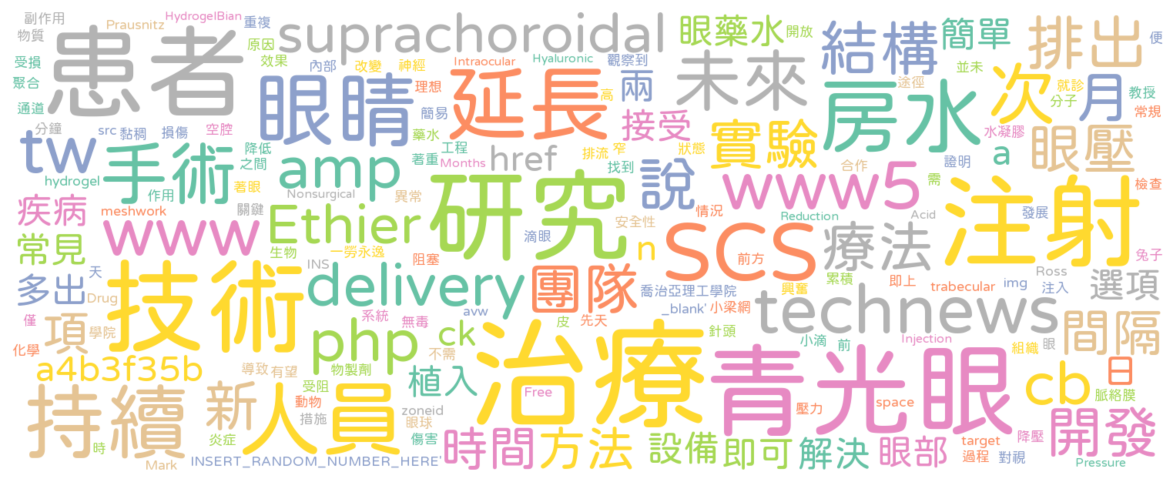 副作用 Prausnitz HydrogelBian 重複 suprachoroidal 眼藥水 開放 結構 簡單 排出
物質 患者 原因 效果 內部 改變 神經 Intraocular Hyaluronic 觀察到 未來 並未 途徑 就診 便
受損 聚合 眼睛 延長 理想 高 兩 房水 次 月 分子 教授 常規
通道 分鐘 src 黏稠 損傷 空腔 簡易 藥水 工程 接受 實驗 狀態 水凝膠 眼壓
tw 手術 降低 之間 amp 著重 Months href 排流 窄 找到 合作 證明 a 需 檢查
hydrogel 作用 著眼 Nonsurgical 異常 研究 說 www5 注射
疾病 meshwork 關鍵 Ethier 滴眼 安全性 情況 Reduction Acid 發展 兔子
常見 www 生物 一勞永逸 阻塞 n SCS 前方 療法 即上 Ross 注入
多出 天 技術 INS delivery 團隊 喬治亞理工學院 興奮 累積 trabecular img 選項
Drug 僅 項 學院 系統 無毒 avw _blank' 小梁網 technews 間隔
化學 php ck 皮 先天 針頭 小滴 前 Injection 組織 眼
a4b3f35b 導致 有望 物製劑 不需 治療 青光眼 cb 日 脈絡膜
持續 新 人員 受阻 植入 Free 動物 措施 zoneid 眼球 壓力 space 開發
時 炎症 傷害 時間 方法 設備 即可 解決 眼部 target 降壓 過程 對視
Mark INSERT_RANDOM_NUMBER_HERE' Pressure